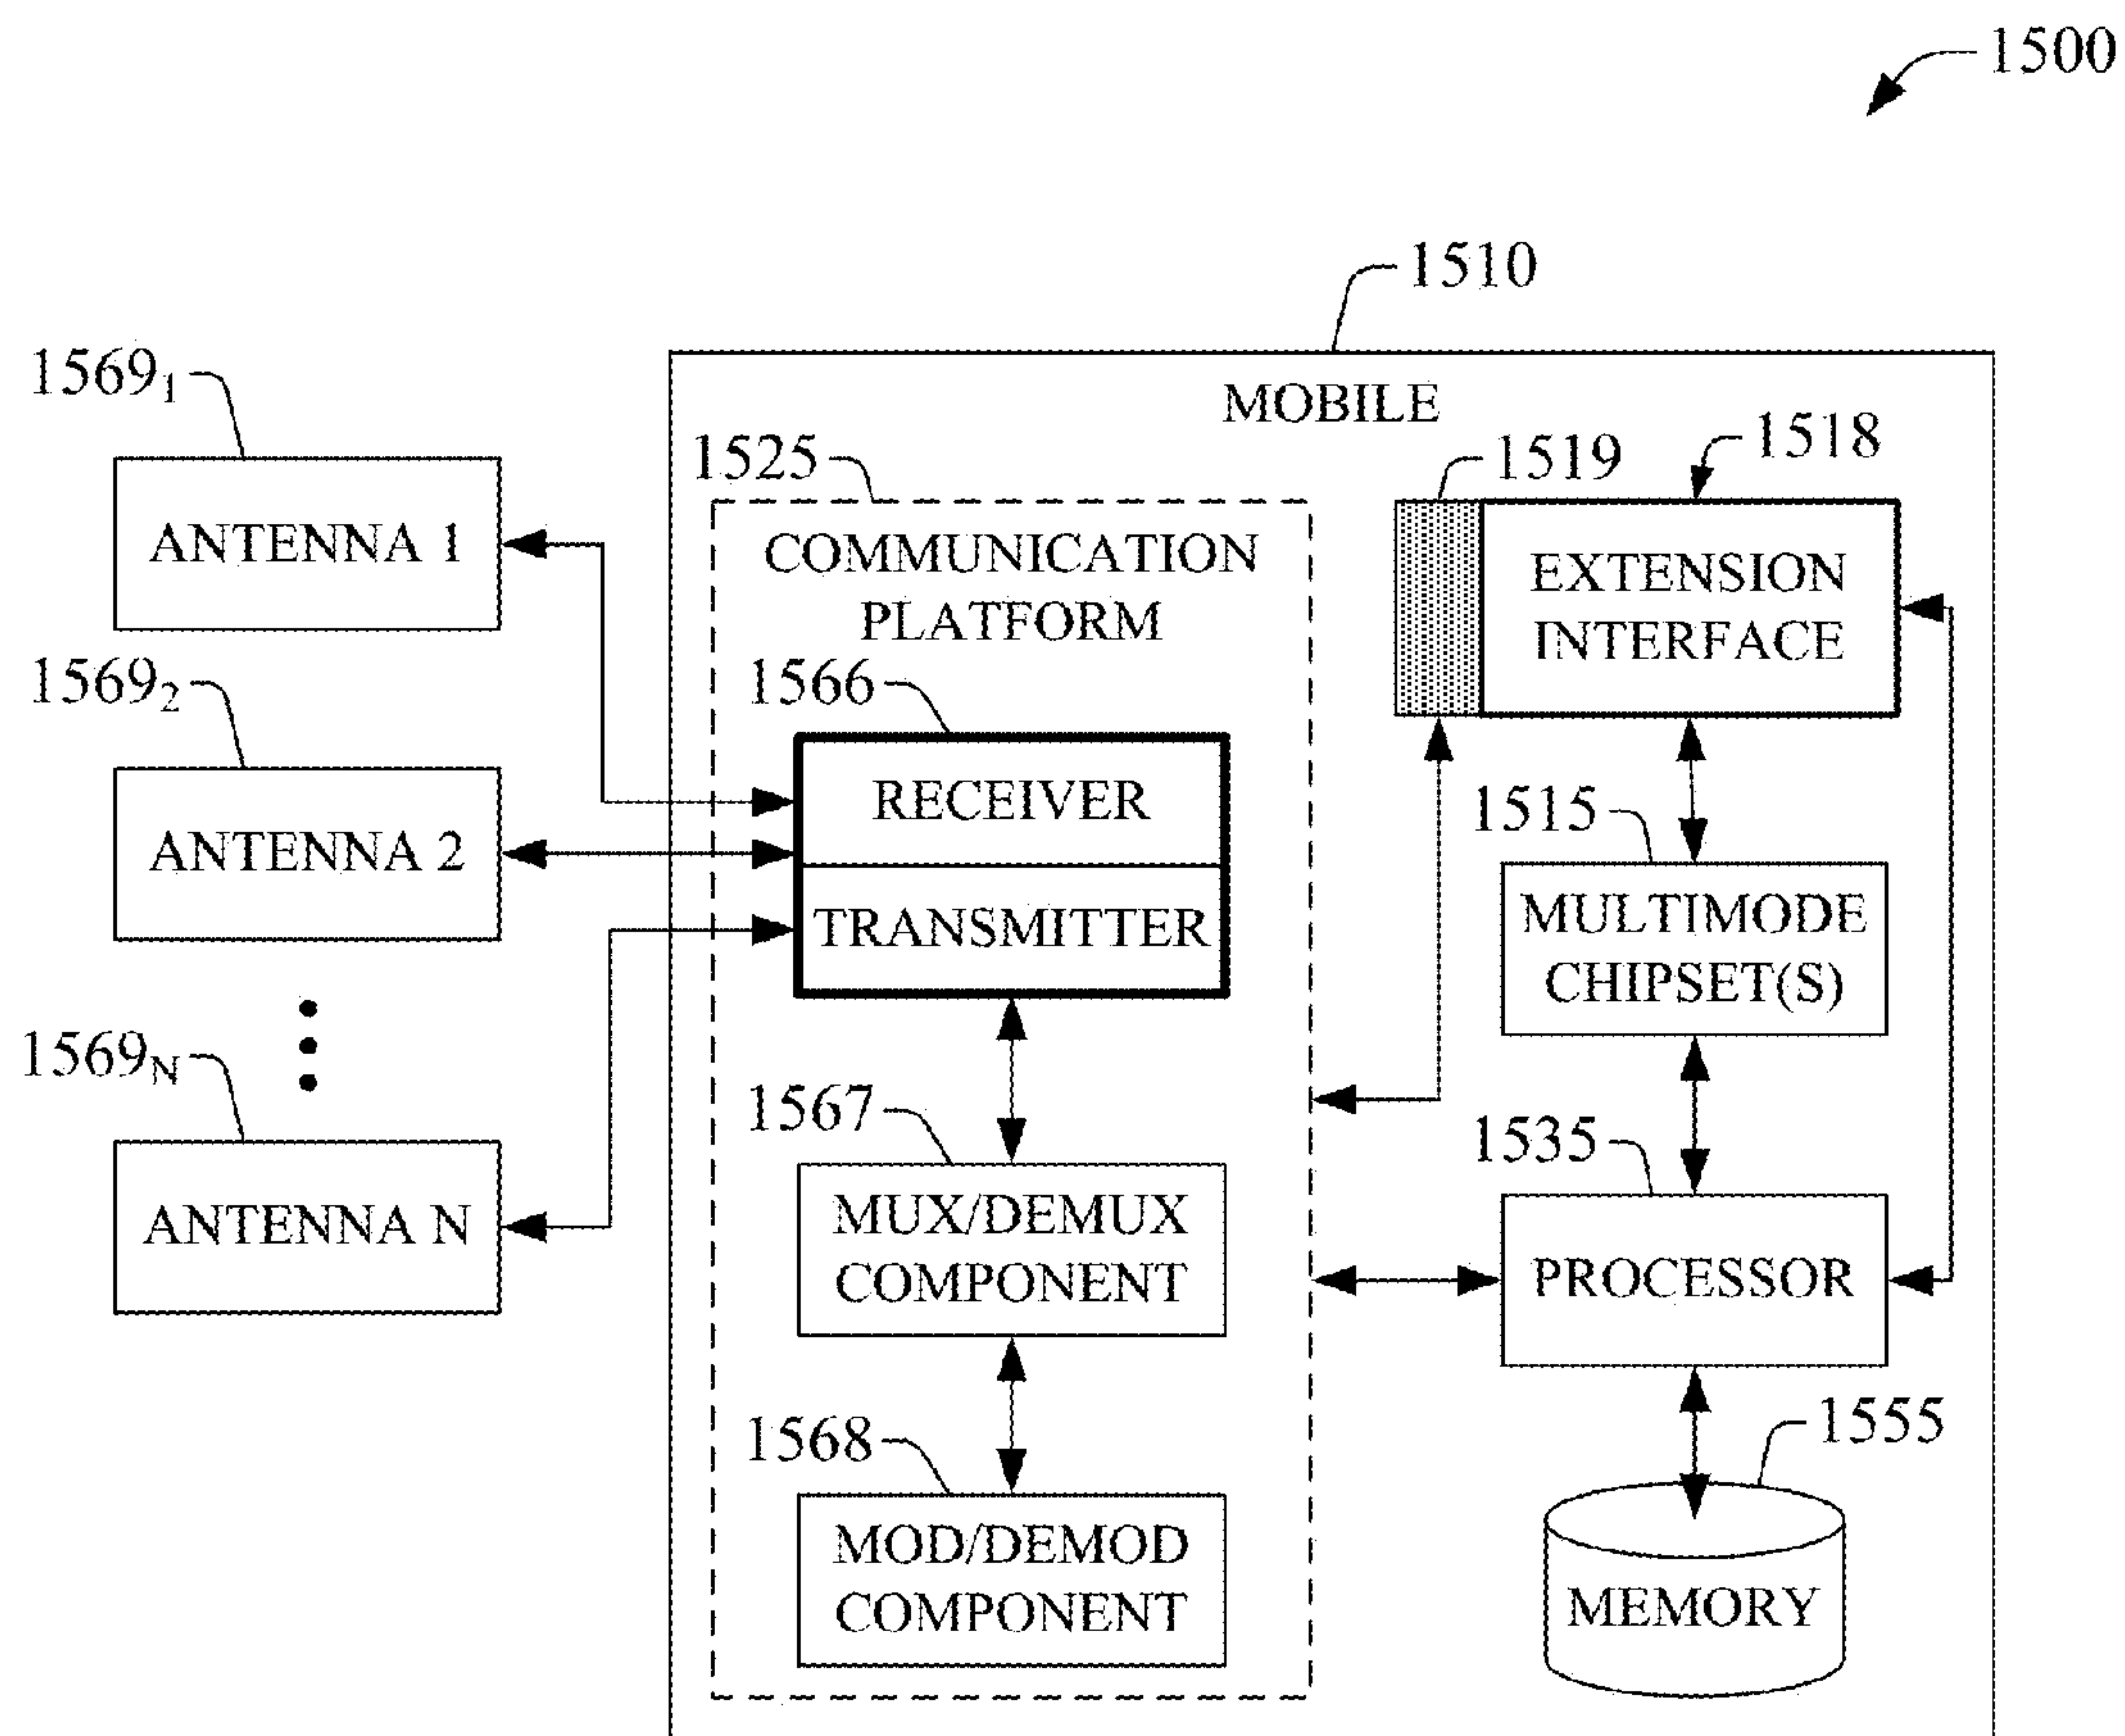 1500
1510
MOBILE
1569₁
ANTENNA 1
1569₂
ANTENNA 2
1569N
ANTENNA N
1525
COMMUNICATION
PLATFORM
1566
RECEIVER
TRANSMITTER
1567
MUX/DEMUX
COMPONENT
1568
MOD/DEMOD
COMPONENT
1519
1518
EXTENSION
INTERFACE
1515
MULTIMODE
CHIPSET(S)
1535
PROCESSOR
1555
MEMORY